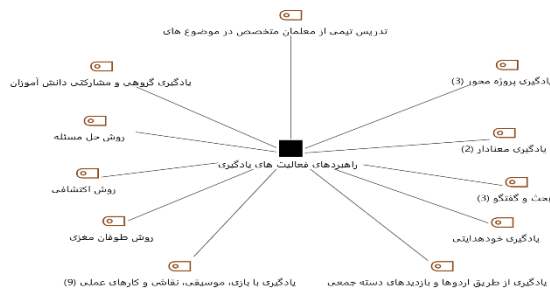 تدریس تیمی از معلمان متخصص در موضوع های
یادگیری گروهی و مشارکتی دانش آموزان
یادگیری پروژه محور (3)
روش حل مسئله
یادگیری معنادار (2)
راهبردهای فعالیت های یادگیری
روش اکتشافی
بحث و گفتگو (3)
روش طوفان مغزی
یادگیری خودهدایتی
یادگیری با بازی، موسیقی، نقاشی و کارهای عملی (9)
یادگیری از طریق اردوها و بازدیدهای دسته جمعی